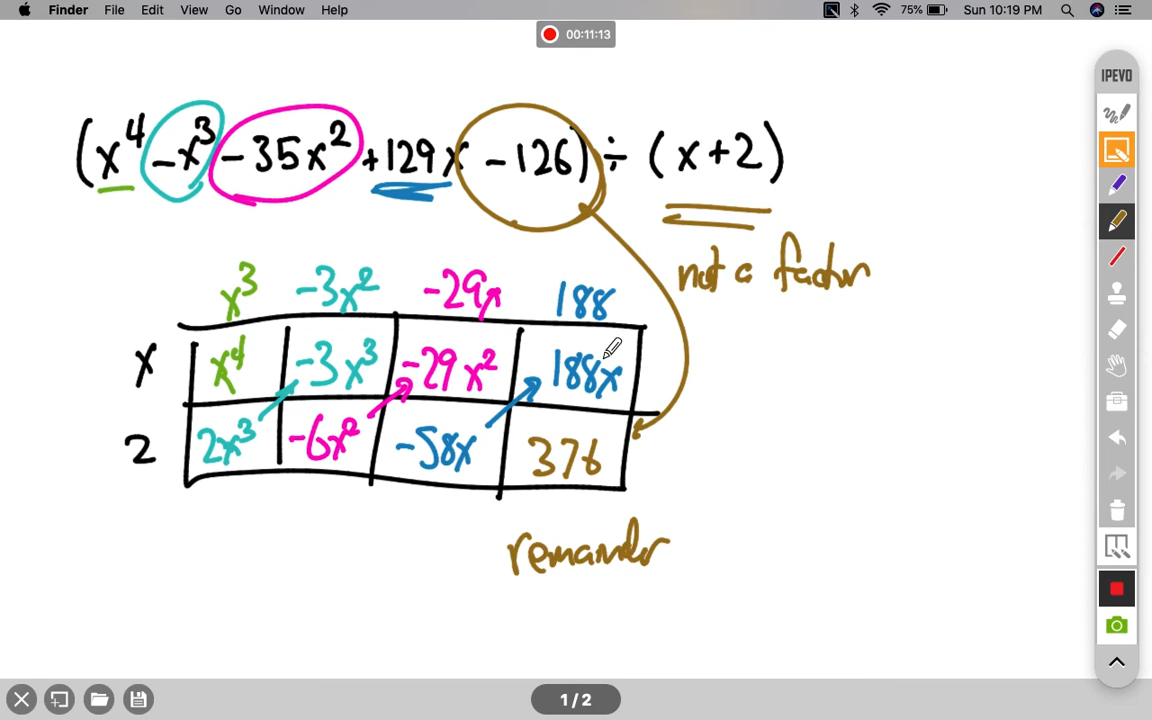 Finder File Edit View Go Window Help 75% Sun 10:19 PM
00:11:13
IPEVO
(x⁴ -x³ -35x² +129x -126) ÷ (x+2)
not a factor
x³ -3x² -29x 188
x x⁴ -3x³ -29x² 188x
2 2x³ -6x² -58x 376
remainder
1/2